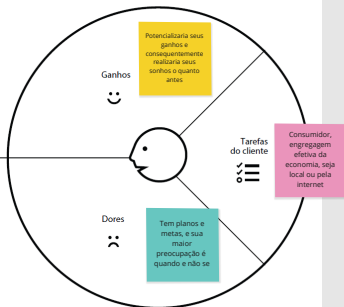 Potencializaria seus
ganhos e
consequentemente
realizaria seus
sonhos o quanto
antes
Ganhos
Tarefas
do cliente
Consumidor,
engregagem
efetiva da
economia, seja
local ou pela
internet
Dores
Tem planos e
metas, e sua
maior
preocupação é
quando e não se